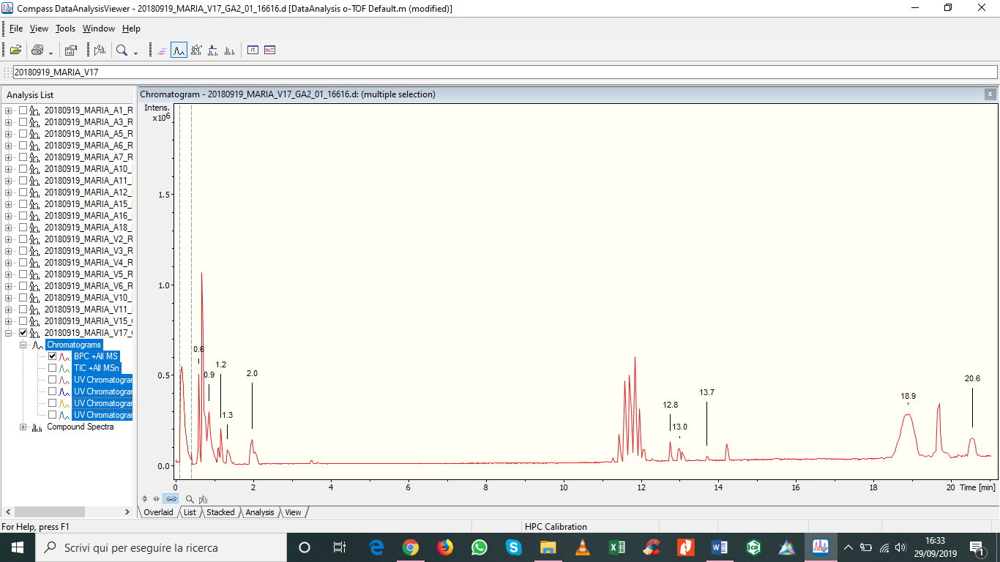 Compass DataAnalysisViewer - 20180919_MARIA_V17_GA2_01_16616.d [DataAnalysis o-TOF Default.m (modified)]
File View Tools Window Help
rt m/z
20180919_MARIA_V17
Analysis List
20180919_MARIA_A1_R
20180919_MARIA_A3_R
20180919_MARIA_A5_R
20180919_MARIA_A6_R
20180919_MARIA_A7_R
20180919_MARIA_A10_
20180919_MARIA_A11_
20180919_MARIA_A12_
20180919_MARIA_A15_
20180919_MARIA_A16_
20180919_MARIA_A18_
20180919_MARIA_V2_R
20180919_MARIA_V3_R
20180919_MARIA_V4_R
20180919_MARIA_V5_R
20180919_MARIA_V6_R
20180919_MARIA_V10_
20180919_MARIA_V11_
20180919_MARIA_V15_
20180919_MARIA_V17_
Chromatograms
BPC +All MS
TIC +All MSn
UV Chromatogram
UV Chromatogram
UV Chromatogram
UV Chromatogram
Compound Spectra
Chromatogram - 20180919_MARIA_V17_GA2_01_16616.d: (multiple selection)
Intens.
x10⁶
1.5
1.0
0.5
0.0
0.6
0.9
1.2
1.3
2.0
12.8
13.0
13.7
18.9
20.6
0 2 4 6 8 10 12 14 16 18 20 Time [min]
Overlaid List Stacked Analysis View
For Help, press F1
HPC Calibration
Scrivi qui per eseguire la ricerca
16:33
29/09/2019
1